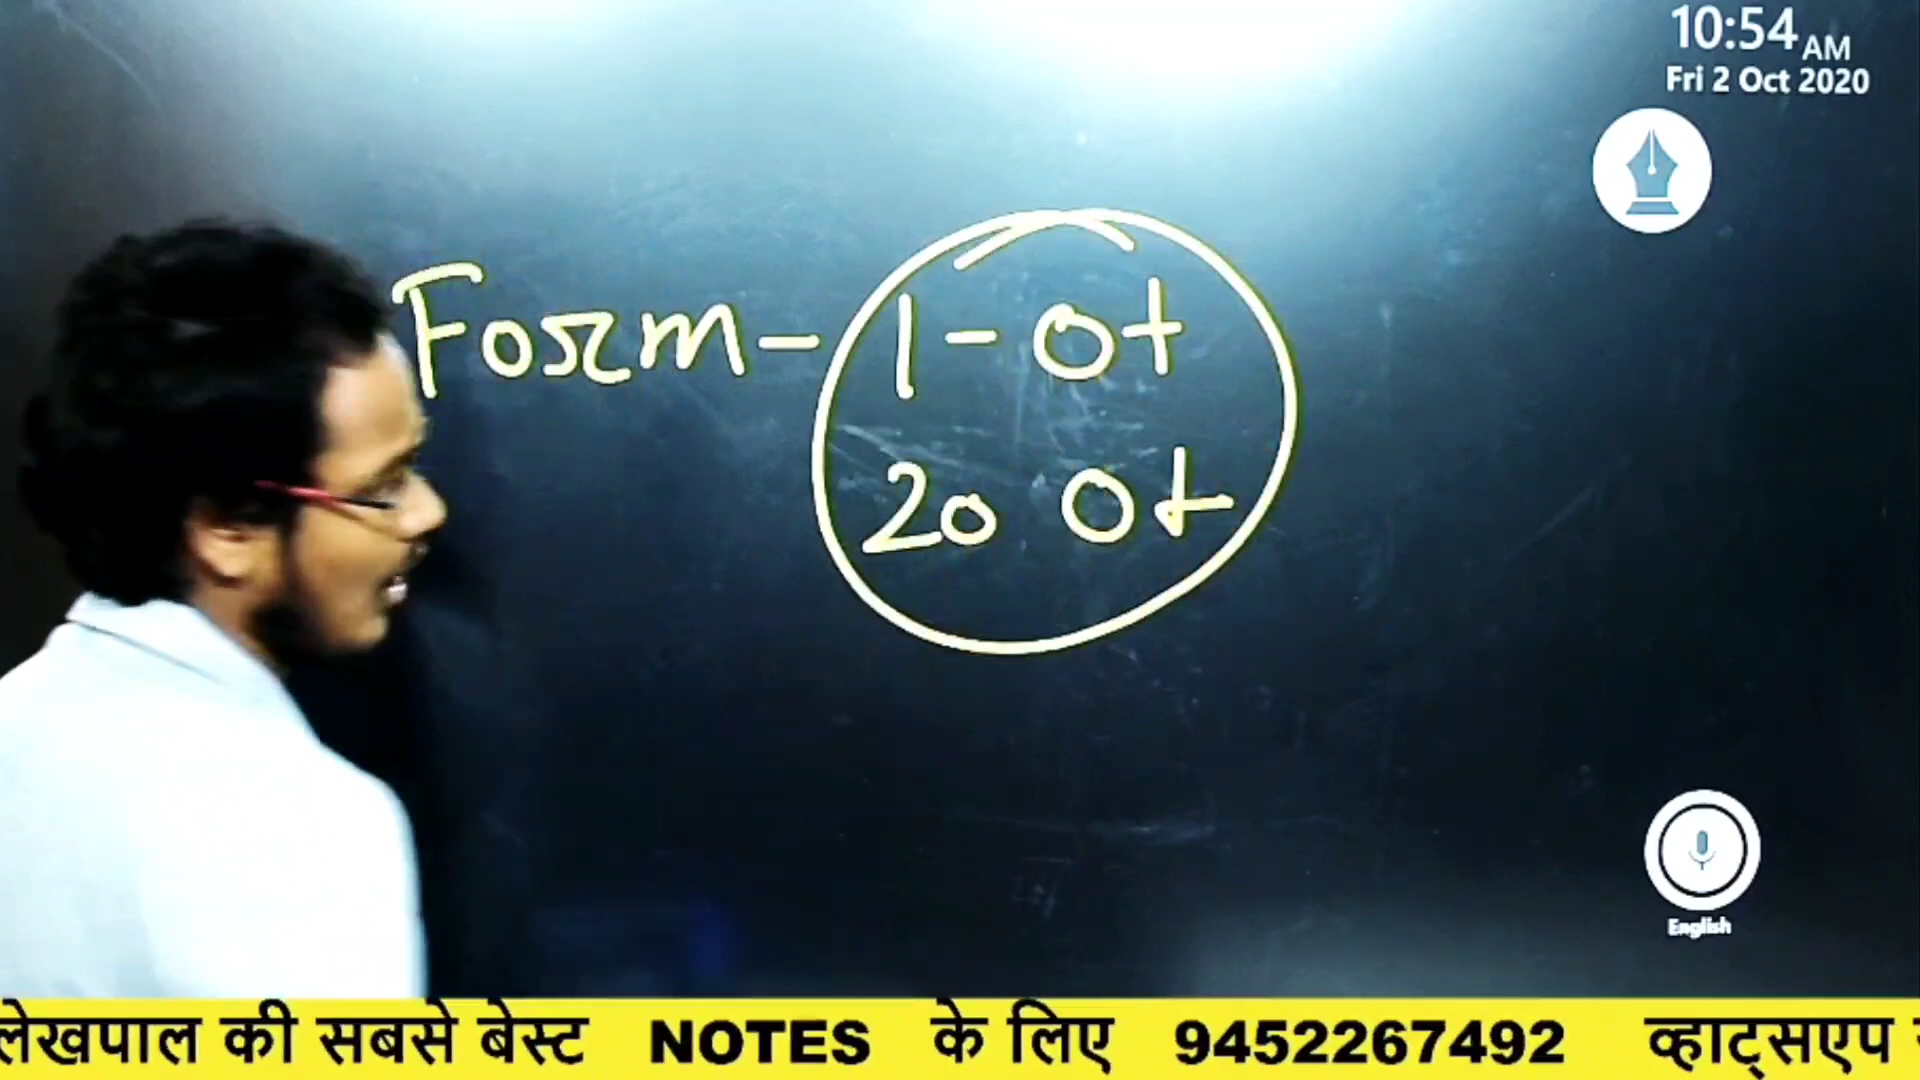 10:54 AM
Fri 2 Oct 2020
Form- 1-Oct
20 Oct
English
लेखपाल की सबसे बेस्ट NOTES के लिए 9452267492 व्हाट्सएप